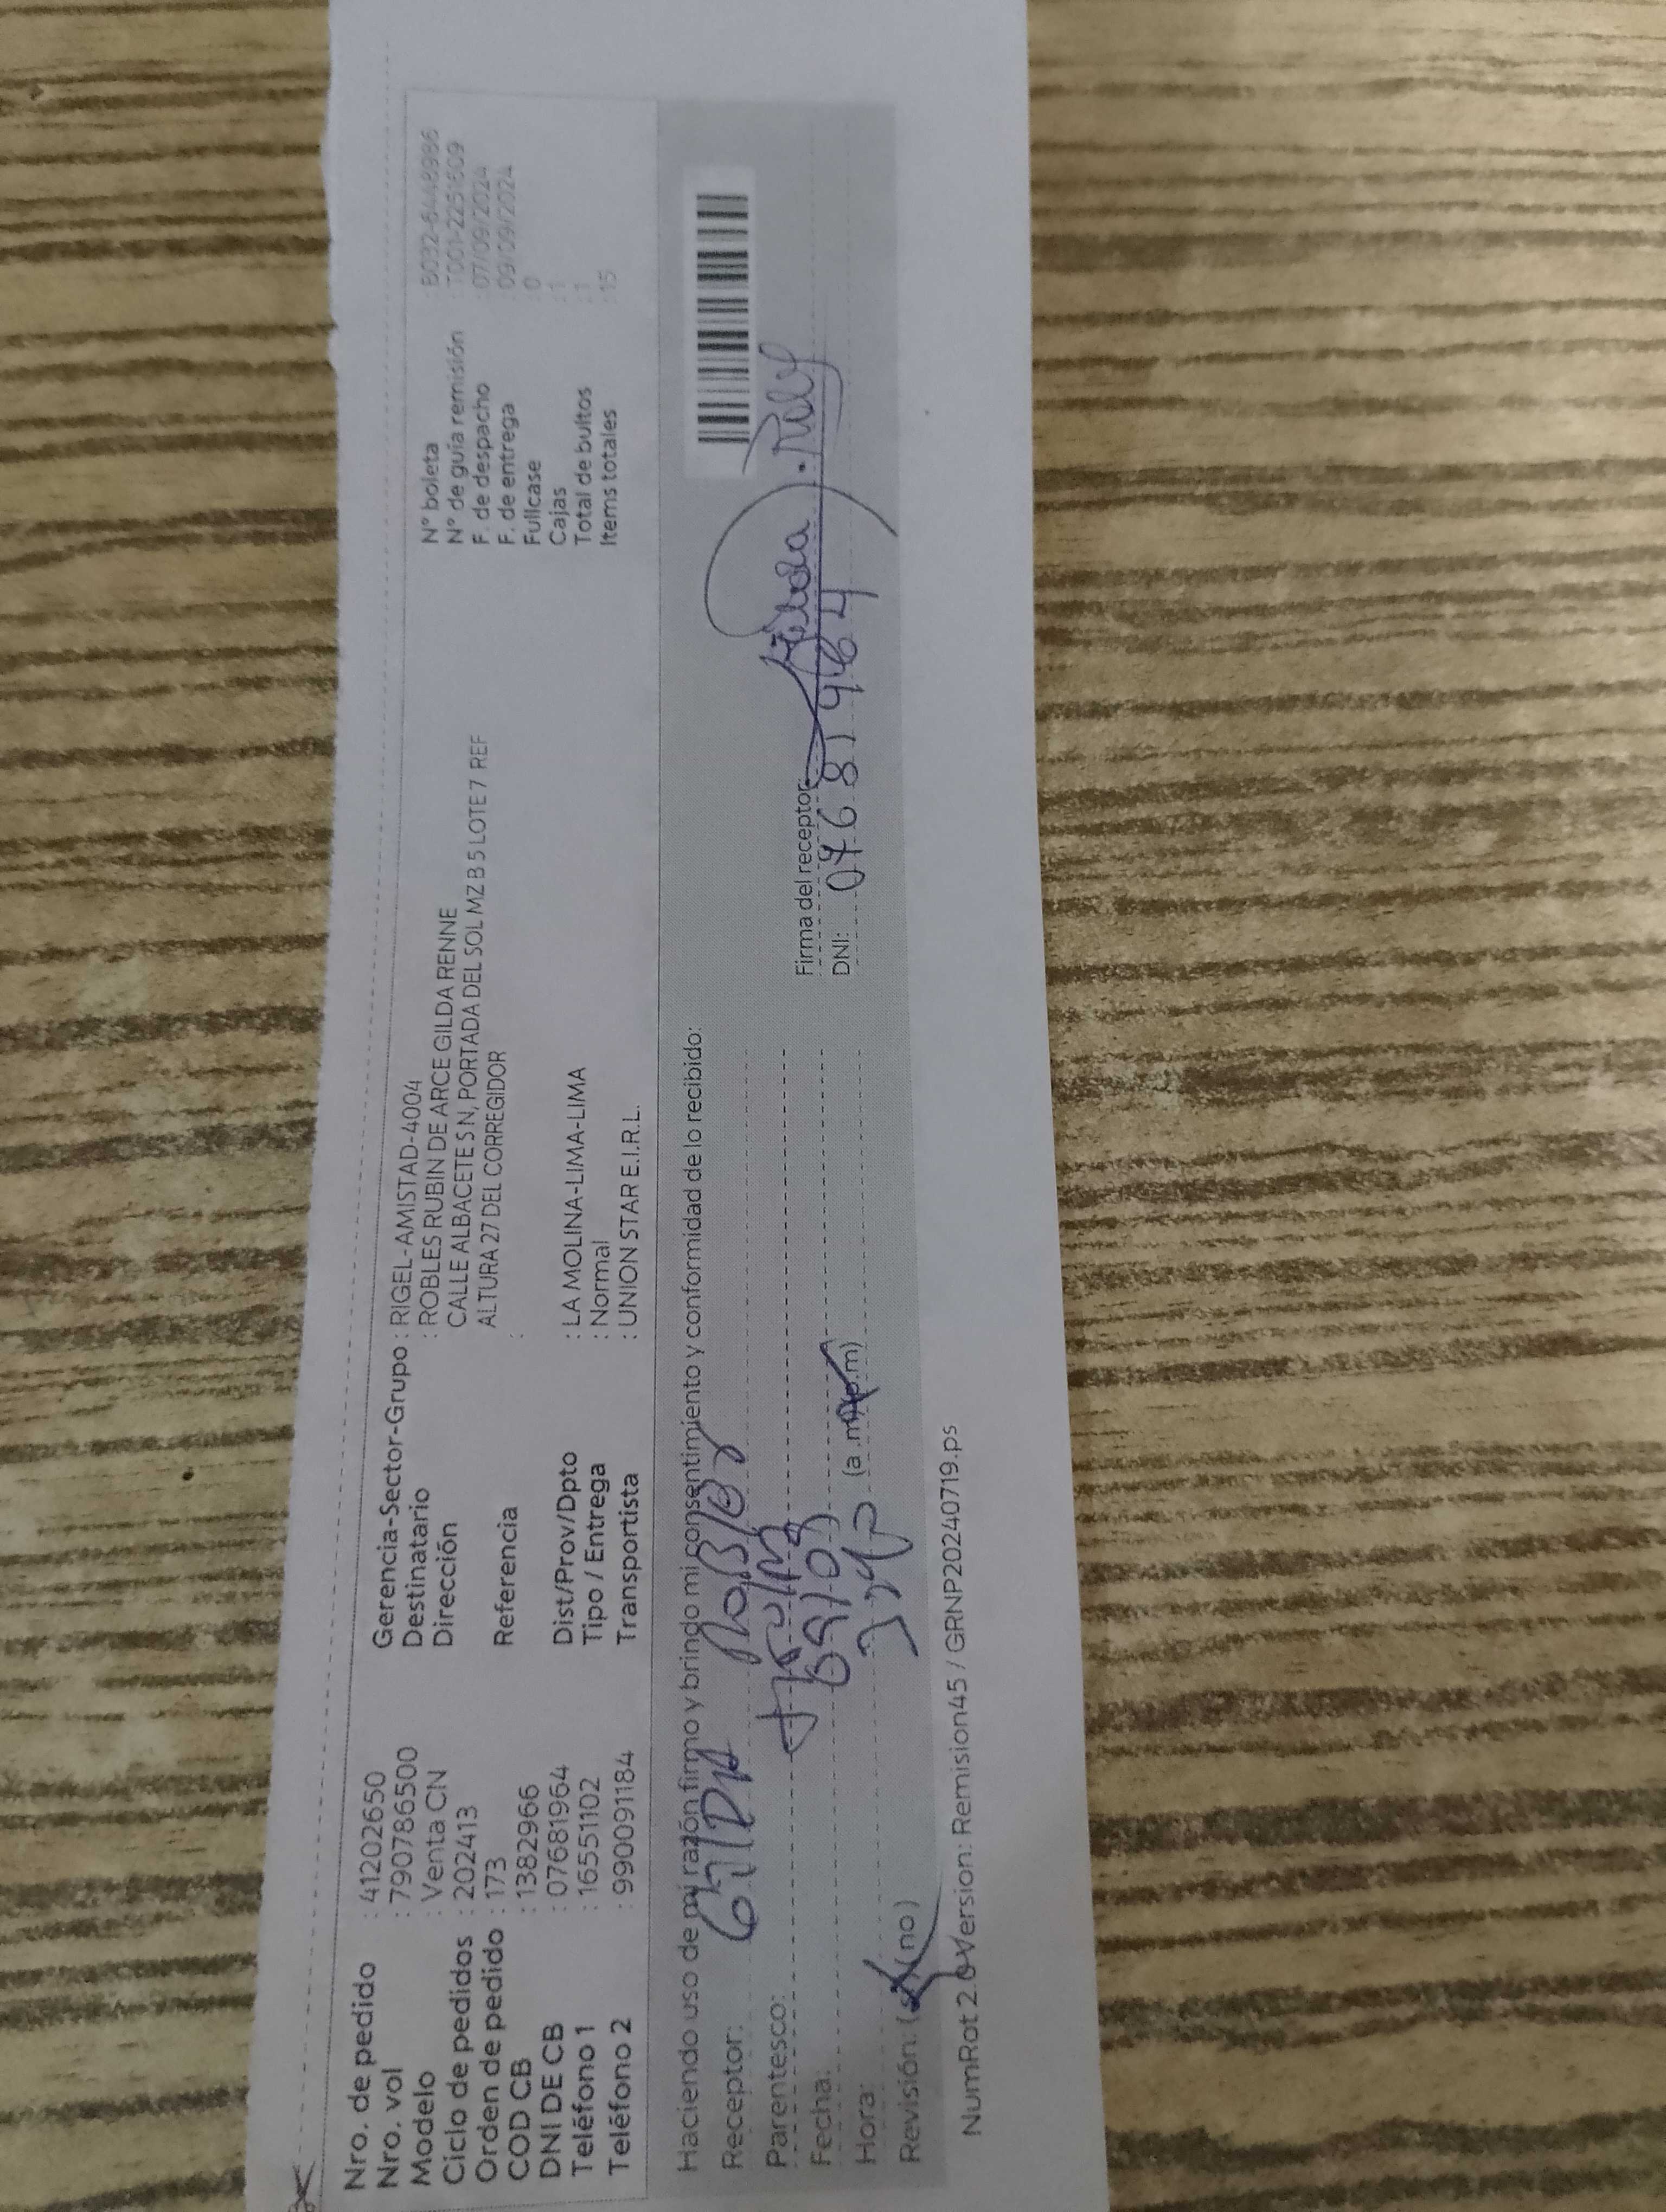 Nro. de pedido : 41202650
Nro. vol : 790786500
Modelo : Venta CN
Ciclo de pedidos : 202413
Orden de pedido : 173
COD CB : 1382966
DNI DE CB : 07681964
Teléfono 1 : 16551102
Teléfono 2 : 990091184
Gerencia-Sector-Grupo : RIGEL-AMISTAD-4004
Destinatario : ROBLES RUBIN DE ARCE GILDA RENNE
Dirección CALLE ALBACETE S N, PORTADA DEL SOL MZ B 5 LOTE 7 REF
ALTURA 27 DEL CORREGIDOR
Referencia :
Dist/Prov/Dpto : LA MOLINA-LIMA-LIMA
Tipo / Entrega : Normal
Transportista : UNION STAR E.I.R.L.
N° boleta : B032-64489
N° de guía remisión : T001-2251609
F. de despacho : 07/09/2024
F. de entrega : 09/09/2024
Fullcase : 0
Cajas : 1
Total de bultos : 1
Items totales : 15
Haciendo uso de mi razón firmo y brindo mi consentimiento y conformidad de lo recibido:
Receptor: GilDA RoBles
Parentesco:
Fecha: 09/09
Hora: (a.m)(p.m)
Revisión: (si)(no)
Firma del receptor:
DNI: 07681964
NumRot 2.0 Version: Remision45 / GRNP20240719.ps